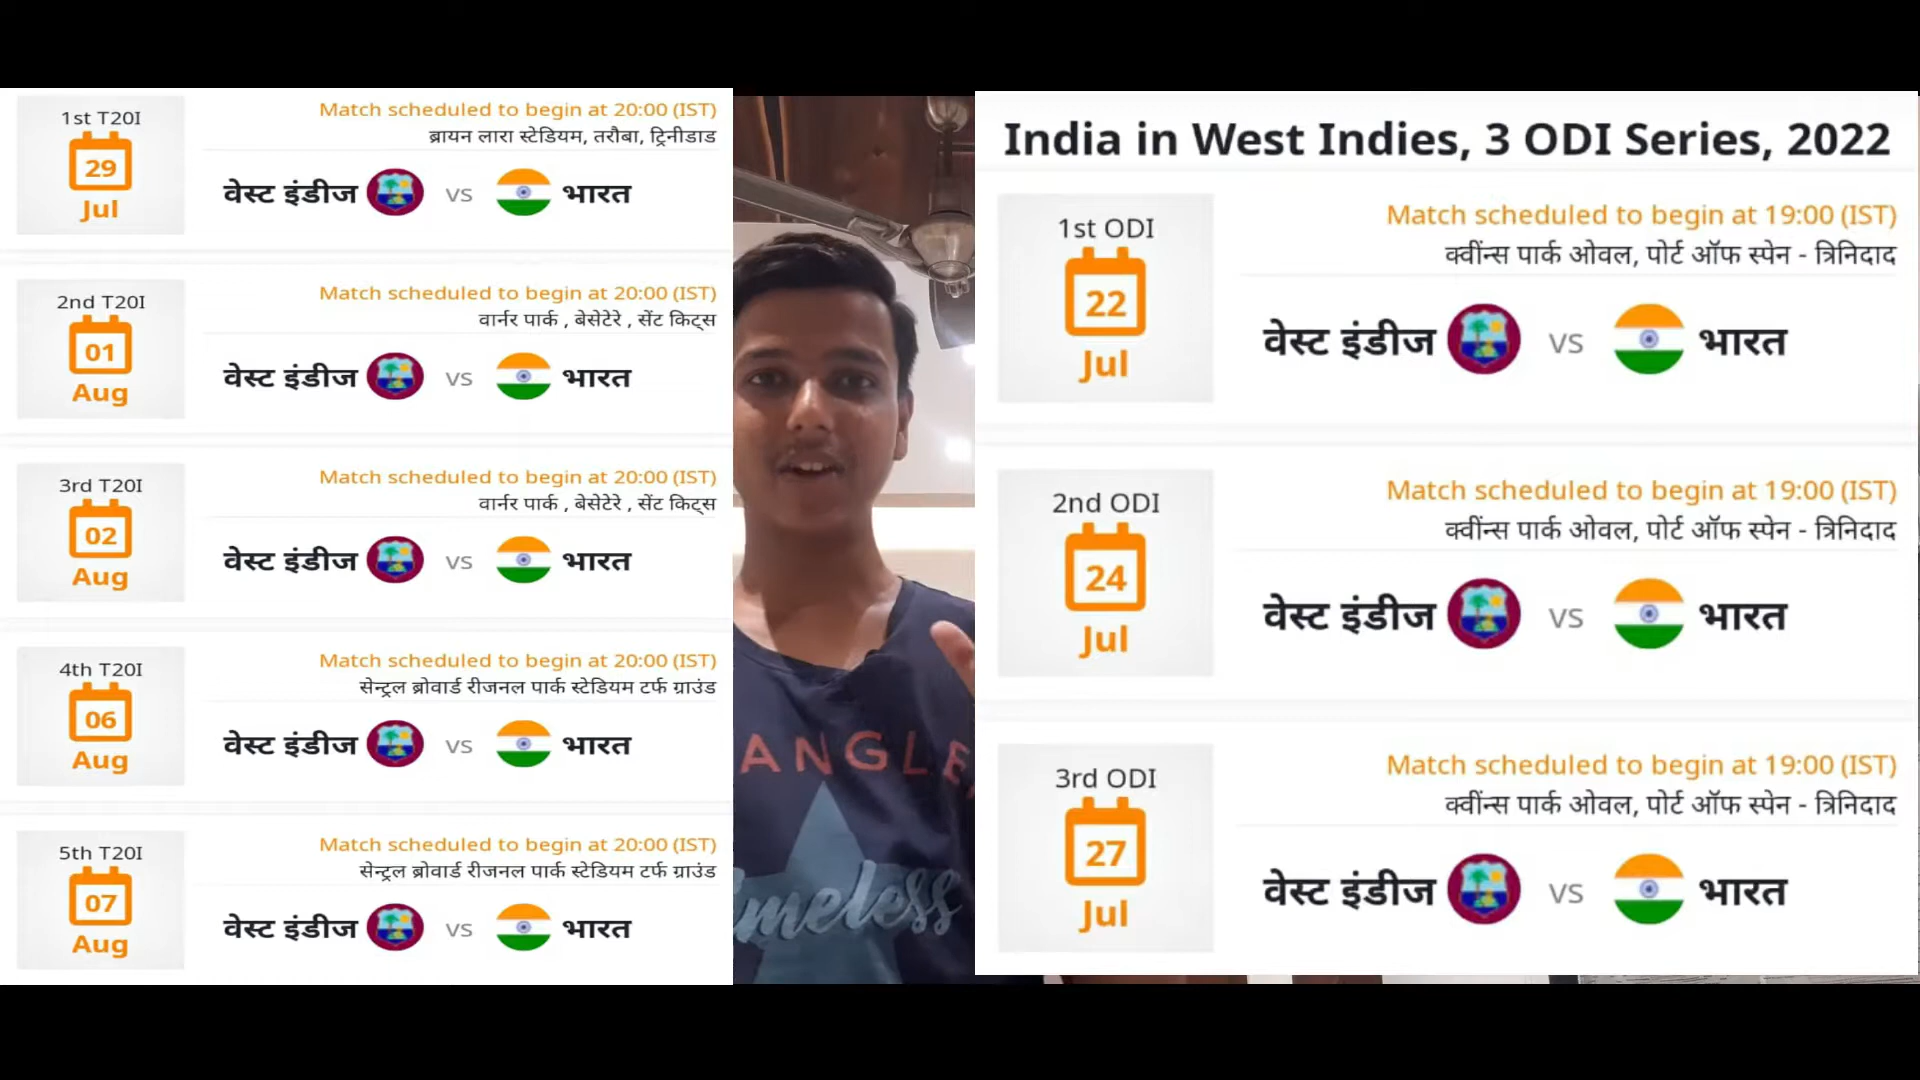 1st T20I
29
Jul
Match scheduled to begin at 20:00 (IST)
ब्रायन लारा स्टेडियम, तरौबा, ट्रिनीडाड
वेस्ट इंडीज vs भारत
2nd T20I
01
Aug
Match scheduled to begin at 20:00 (IST)
वार्नर पार्क , बेसेटेरे , सेंट किट्स
वेस्ट इंडीज vs भारत
3rd T20I
02
Aug
Match scheduled to begin at 20:00 (IST)
वार्नर पार्क , बेसेटेरे , सेंट किट्स
वेस्ट इंडीज vs भारत
4th T20I
06
Aug
Match scheduled to begin at 20:00 (IST)
सेन्ट्रल ब्रोवार्ड रीजनल पार्क स्टेडियम टर्फ ग्राउंड
वेस्ट इंडीज vs भारत
5th T20I
07
Aug
Match scheduled to begin at 20:00 (IST)
सेन्ट्रल ब्रोवार्ड रीजनल पार्क स्टेडियम टर्फ ग्राउंड
वेस्ट इंडीज vs भारत
ANGLE
meless
India in West Indies, 3 ODI Series, 2022
1st ODI
22
Jul
Match scheduled to begin at 19:00 (IST)
क्वींन्स पार्क ओवल, पोर्ट ऑफ स्पेन - त्रिनिदाद
वेस्ट इंडीज vs भारत
2nd ODI
24
Jul
Match scheduled to begin at 19:00 (IST)
क्वींन्स पार्क ओवल, पोर्ट ऑफ स्पेन - त्रिनिदाद
वेस्ट इंडीज vs भारत
3rd ODI
27
Jul
Match scheduled to begin at 19:00 (IST)
क्वींन्स पार्क ओवल, पोर्ट ऑफ स्पेन - त्रिनिदाद
वेस्ट इंडीज vs भारत